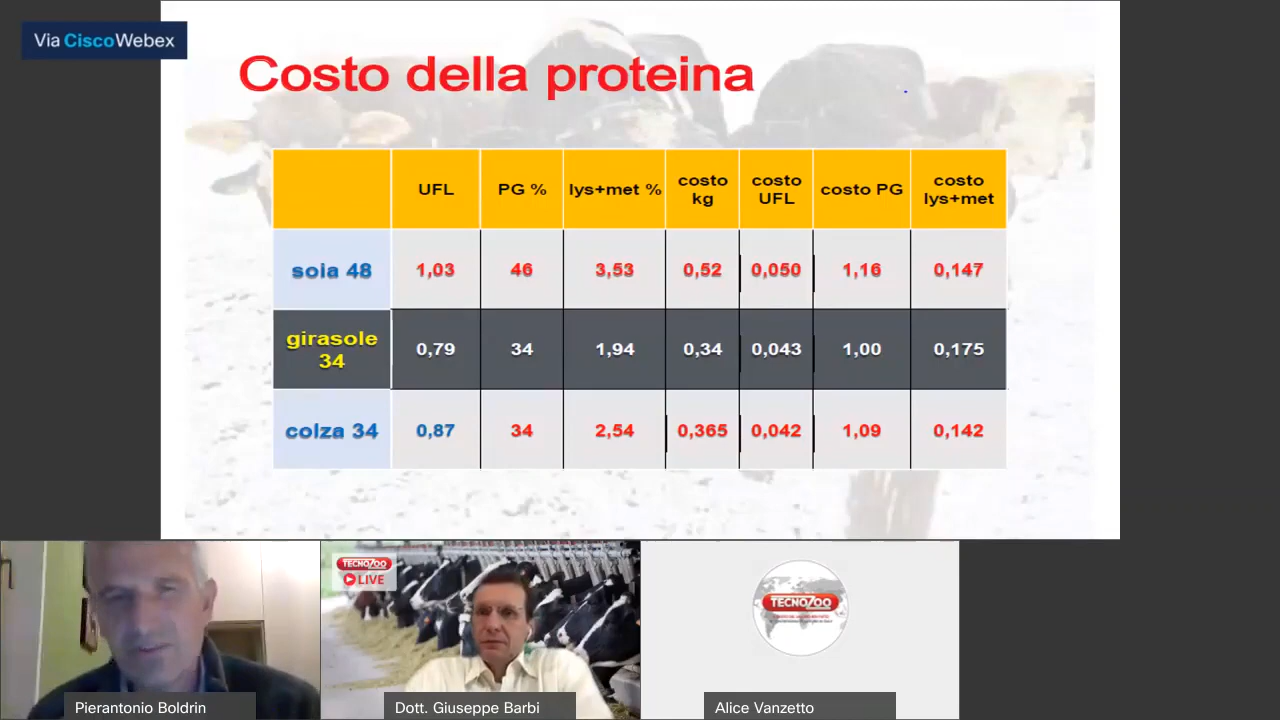 Via CiscoWebex
Costo della proteina
UFL PG % lys+met % costo kg costo UFL costo PG costo lys+met
soia 48 1,03 46 3,53 0,52 0,050 1,16 0,147
girasole 34 0,79 34 1,94 0,34 0,043 1,00 0,175
colza 34 0,87 34 2,54 0,365 0,042 1,09 0,142
TECNOZOO
LIVE
TECNOZOO
Pierantonio Boldrin
Dott. Giuseppe Barbi
Alice Vanzetto